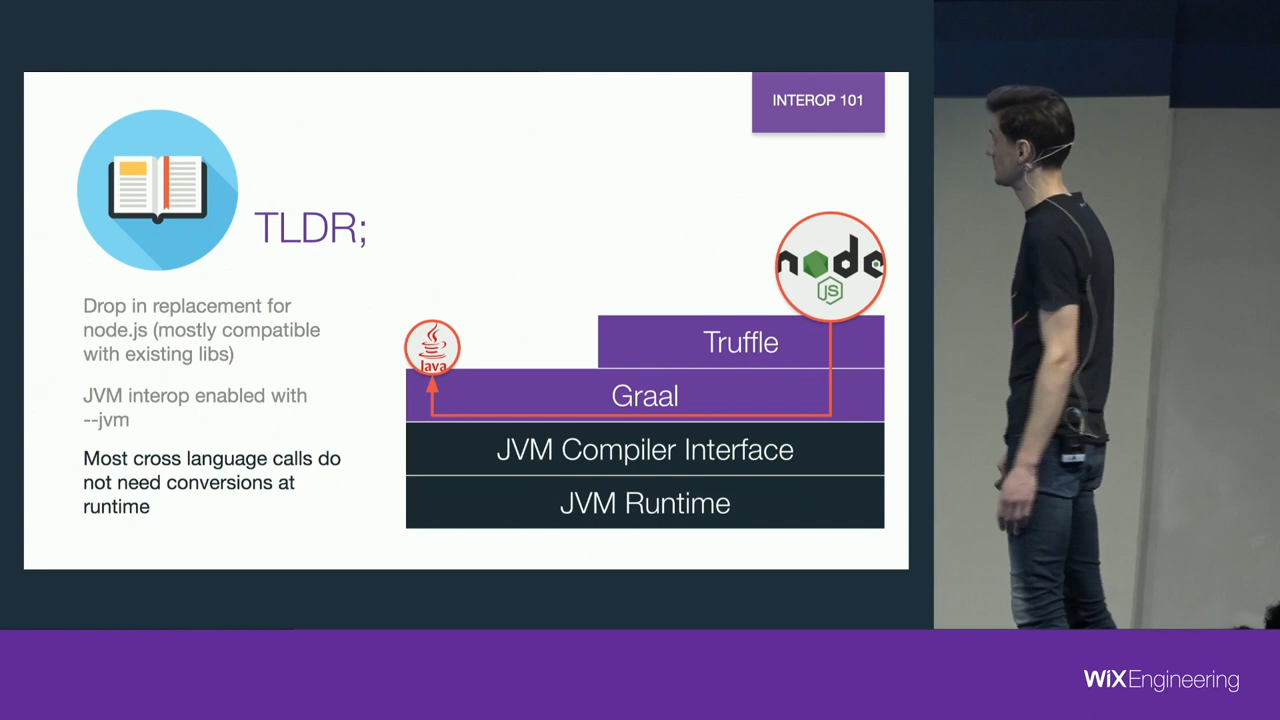 INTEROP 101
TLDR;
Drop in replacement for
node.js (mostly compatible
with existing libs)
JVM interop enabled with
--jvm
Most cross language calls do
not need conversions at
runtime
node
JS
Java
Truffle
Graal
JVM Compiler Interface
JVM Runtime
WiXEngineering